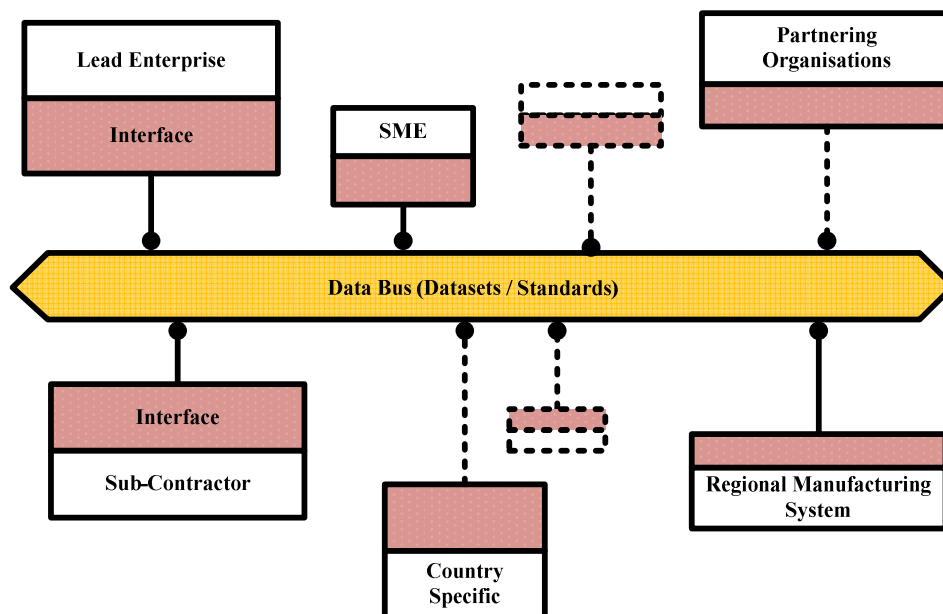 Lead Enterprise
Interface
SME
Partnering
Organisations
Data Bus (Datasets / Standards)
Interface
Sub-Contractor
Country
Specific
Regional Manufacturing
System